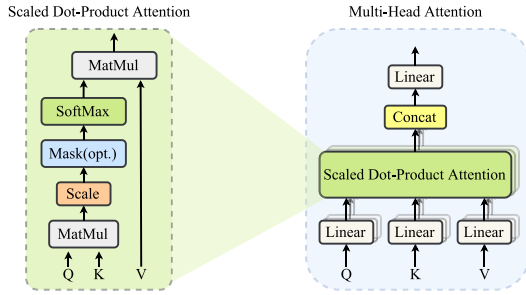 Scaled Dot-Product Attention
MatMul
SoftMax
Mask(opt.)
Scale
MatMul
Q K V
Multi-Head Attention
Linear
Concat
Scaled Dot-Product Attention
Linear Linear Linear
Q K V